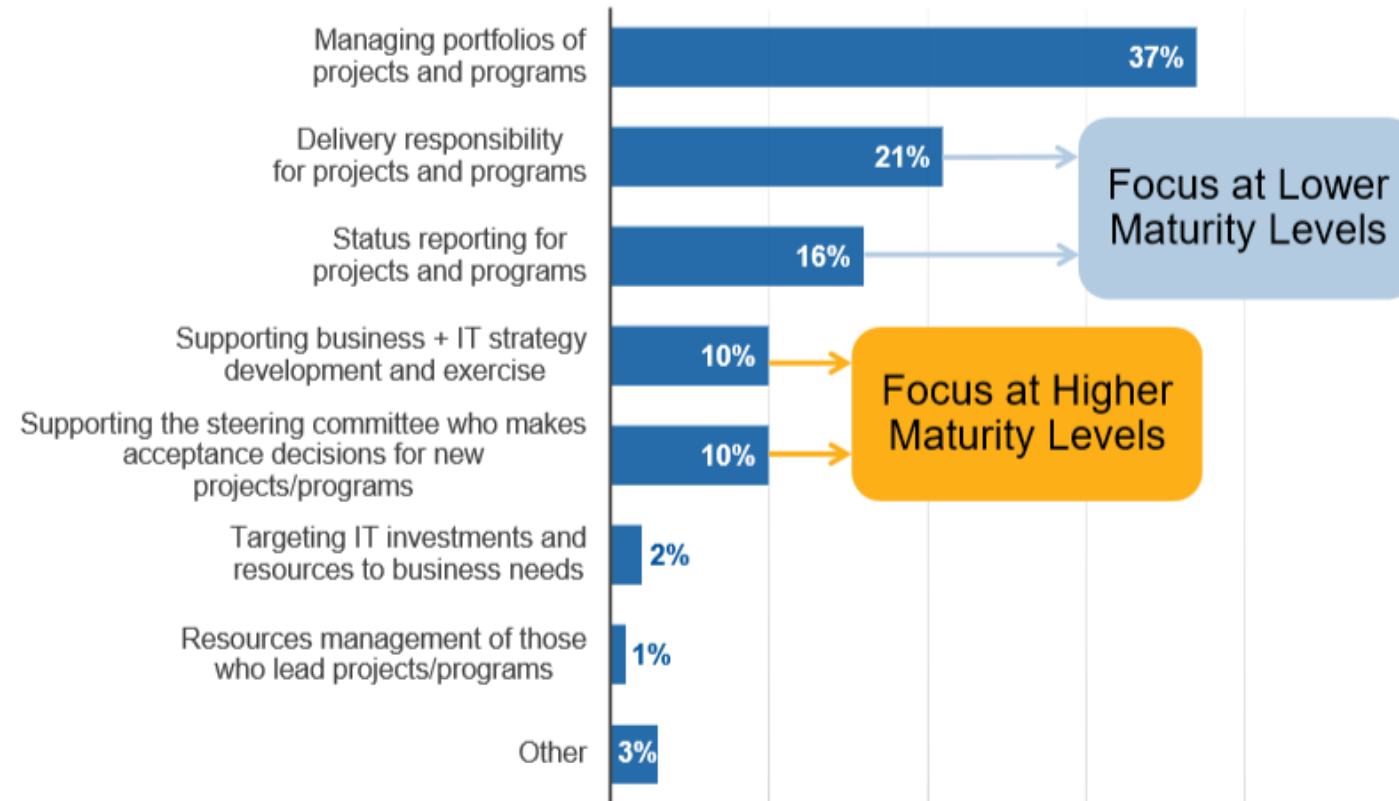 Managing portfolios of
projects and programs
37%
Delivery responsibility
for projects and programs
21%
Focus at Lower
Maturity Levels
Status reporting for
projects and programs
16%
Supporting business + IT strategy
development and exercise
10%
Focus at Higher
Maturity Levels
Supporting the steering committee who makes
acceptance decisions for new
projects/programs
10%
Targeting IT investments and
resources to business needs
2%
Resources management of those
who lead projects/programs
1%
Other
3%